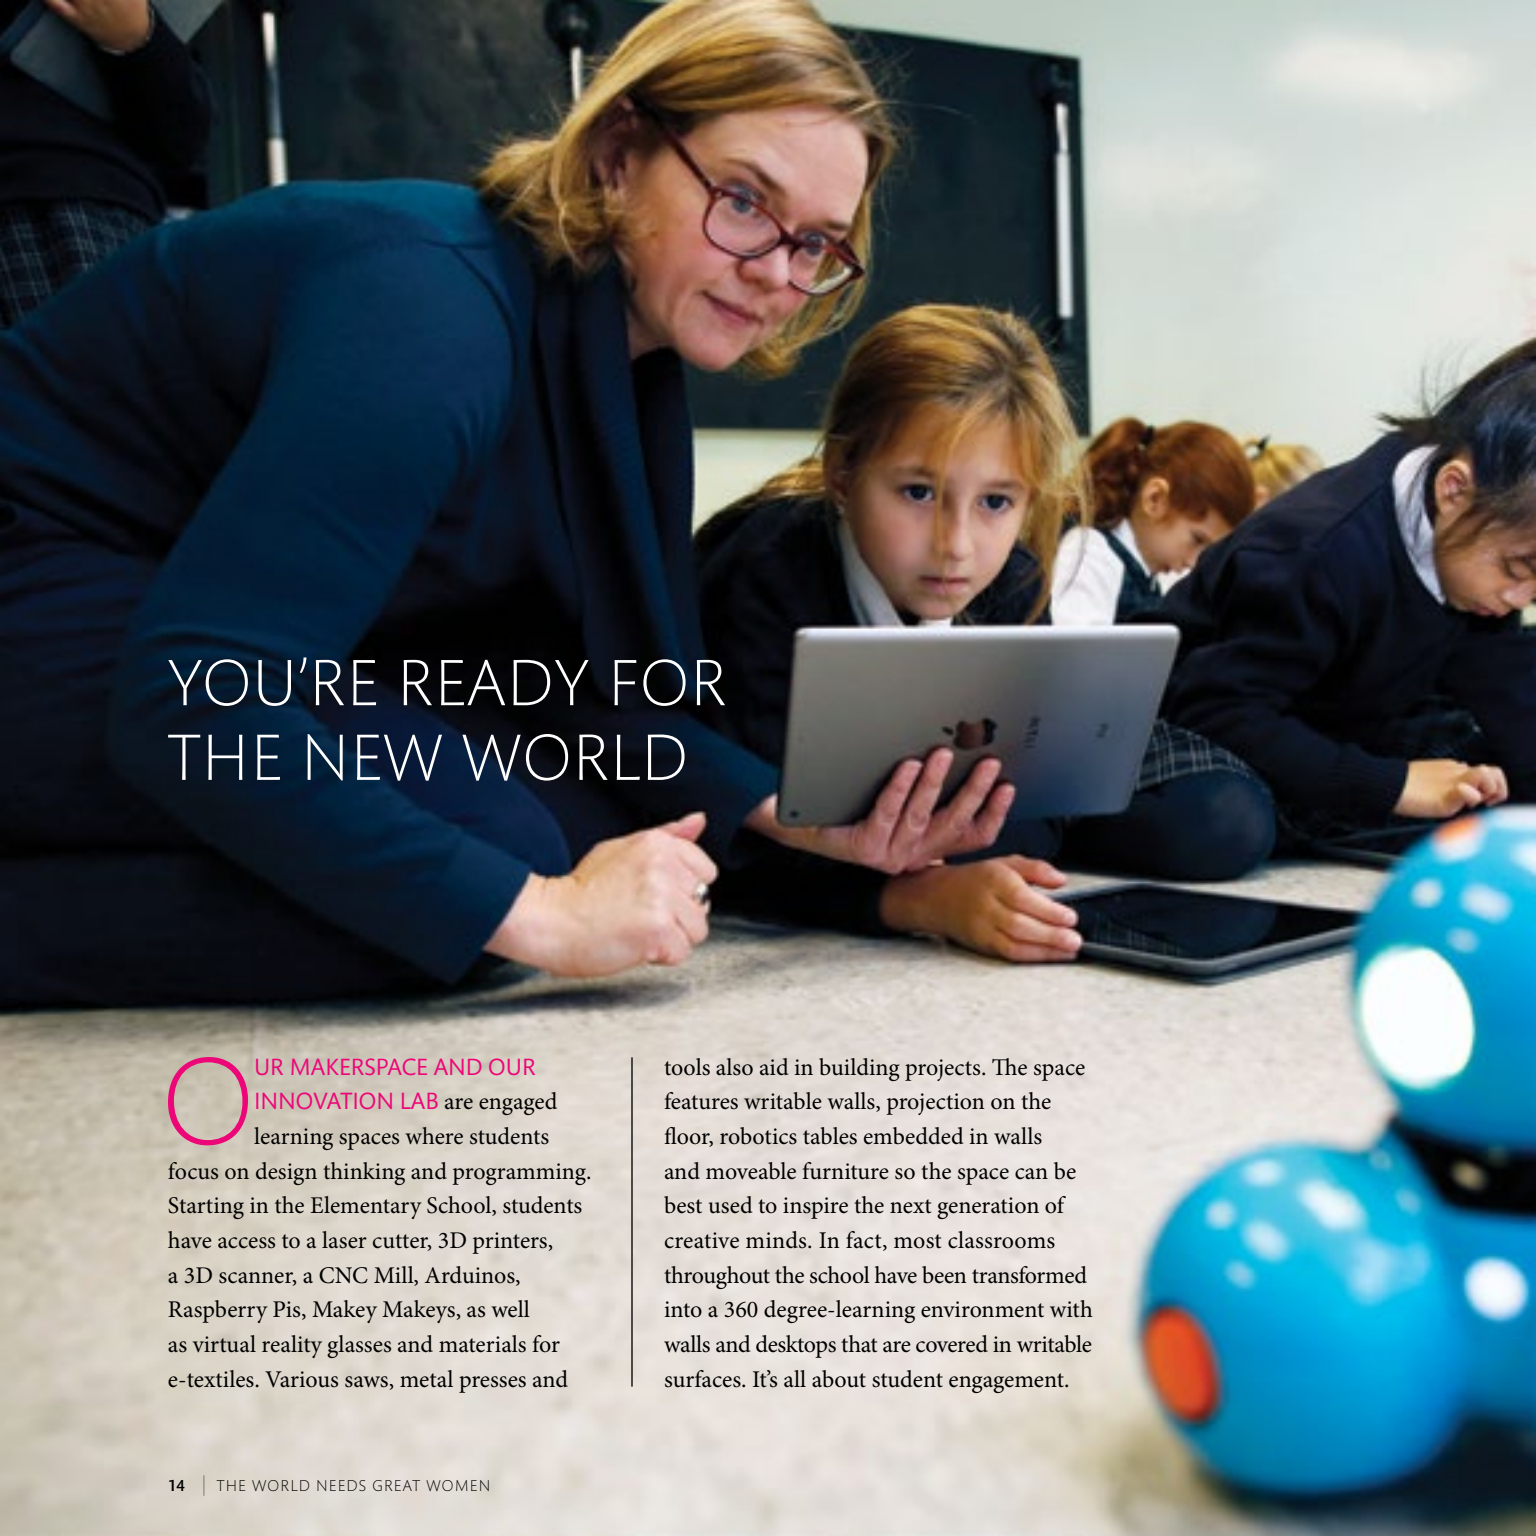 YOU'RE READY FOR
THE NEW WORLD
OUR MAKERSPACE AND OUR
INNOVATION LAB are engaged
learning spaces where students
focus on design thinking and programming.
Starting in the Elementary School, students
have access to a laser cutter, 3D printers,
a 3D scanner, a CNC Mill, Arduinos,
Raspberry Pis, Makey Makeys, as well
as virtual reality glasses and materials for
e-textiles. Various saws, metal presses and
tools also aid in building projects. The space
features writable walls, projection on the
floor, robotics tables embedded in walls
and moveable furniture so the space can be
best used to inspire the next generation of
creative minds. In fact, most classrooms
throughout the school have been transformed
into a 360 degree-learning environment with
walls and desktops that are covered in writable
surfaces. It's all about student engagement.
14 | THE WORLD NEEDS GREAT WOMEN